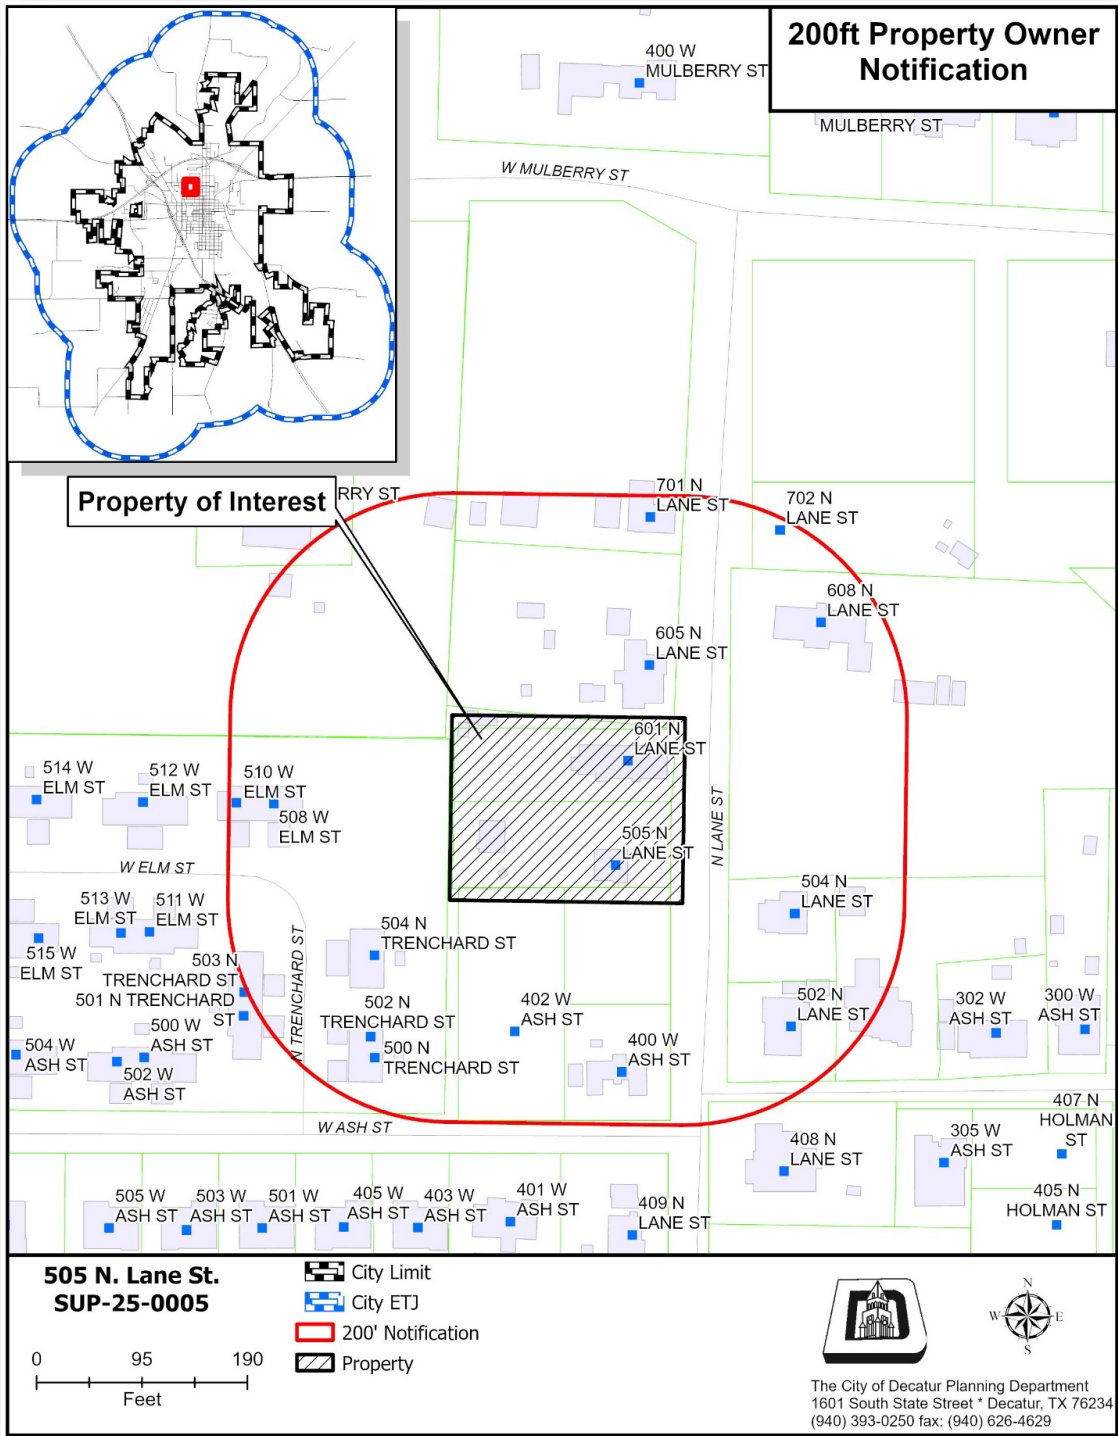 200ft Property Owner
Notification
400 W
MULBERRY ST
MULBERRY ST
W MULBERRY ST
Property of Interest
RRY ST
701 N
LANE ST
702 N
LANE ST
608 N
LANE ST
605 N
LANE ST
601 N
LANE ST
505 N
LANE ST
N LANE ST
514 W
ELM ST
512 W
ELM ST
510 W
ELM ST
508 W
ELM ST
W ELM ST
513 W
ELM ST
511 W
ELM ST
515 W
ELM ST
503 N
TRENCHARD ST
501 N TRENCHARD
ST
N TRENCHARD ST
504 N
TRENCHARD ST
502 N
TRENCHARD ST
500 N
TRENCHARD ST
402 W
ASH ST
400 W
ASH ST
504 N
LANE ST
502 N
LANE ST
302 W
ASH ST
300 W
ASH ST
504 W
ASH ST
500 W
ASH ST
502 W
ASH ST
W ASH ST
408 N
LANE ST
305 W
ASH ST
407 N
HOLMAN
ST
405 N
HOLMAN ST
505 W
ASH ST
503 W
ASH ST
501 W
ASH ST
405 W
ASH ST
403 W
ASH ST
401 W
ASH ST
409 N
LANE ST
505 N. Lane St.
SUP-25-0005
0 95 190
Feet
City Limit
City ETJ
200' Notification
Property
D
N
W E
S
The City of Decatur Planning Department
1601 South State Street * Decatur, TX 76234
(940) 393-0250 fax: (940) 626-4629